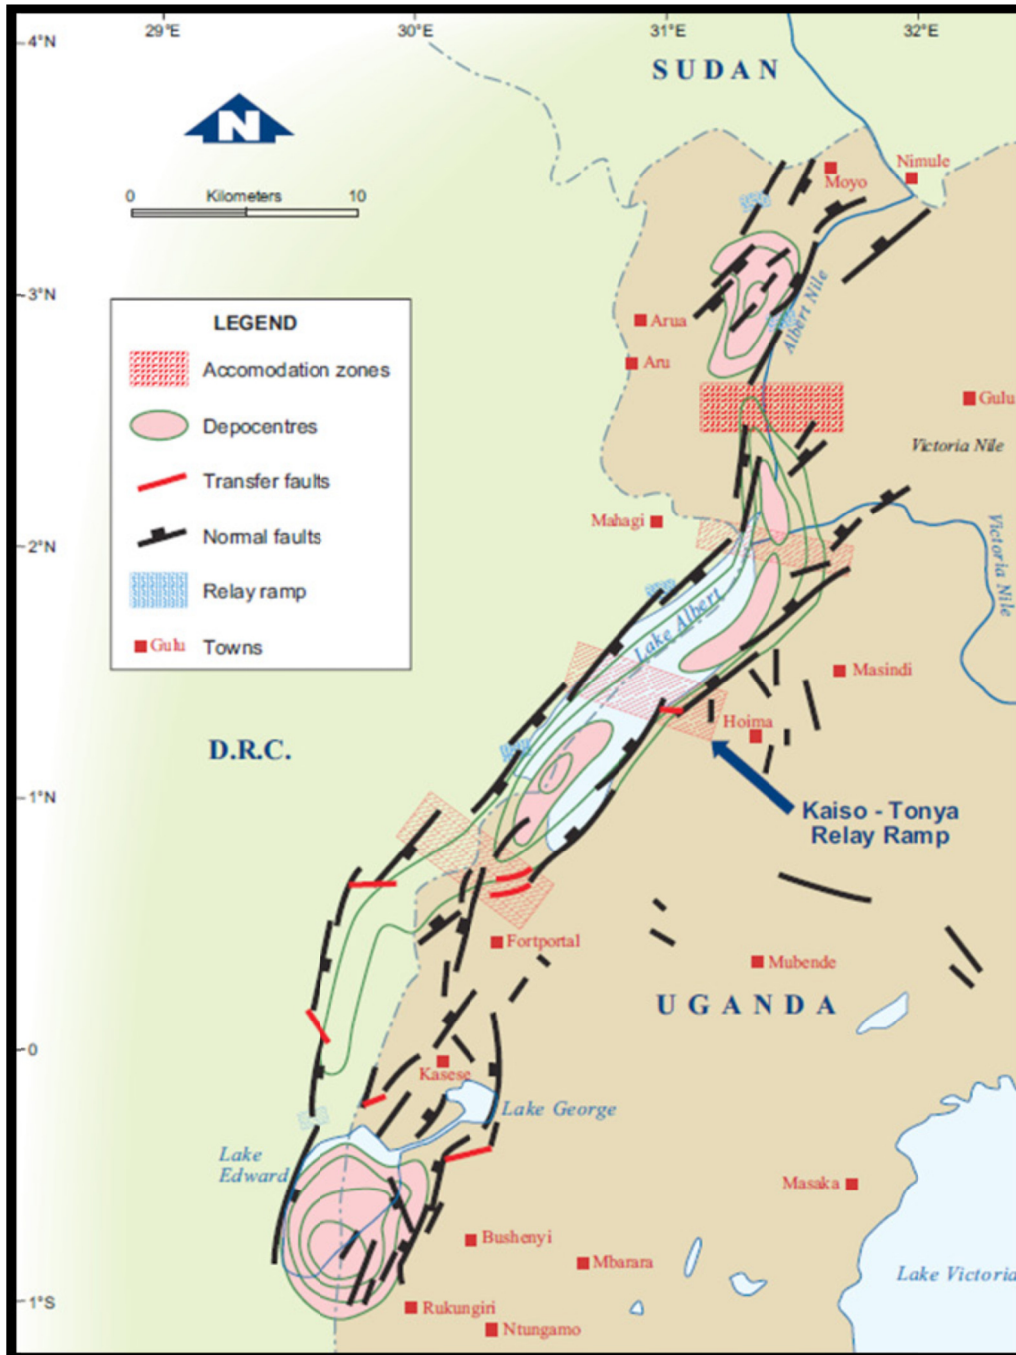 29°E
30°E
31°E
32°E
4°N
SUDAN
N
0 Kilometers 10
Moyo
Nimule
3°N
LEGEND
Accomodation zones
Depocentres
Transfer faults
Normal faults
Relay ramp
Gulu Towns
Arua
Aru
Albert Nile
Gulu
Victoria Nile
Mahagi
2°N
Victoria Nile
Lake Albert
Masindi
Hoima
D.R.C.
1°N
Kaiso - Tonya
Relay Ramp
Fortportal
Mubende
UGANDA
0
Kasese
Lake George
Lake
Edward
Masaka
Bushenyi
Mbarara
Lake Victoria
1°S
Rukungiri
Ntungamo